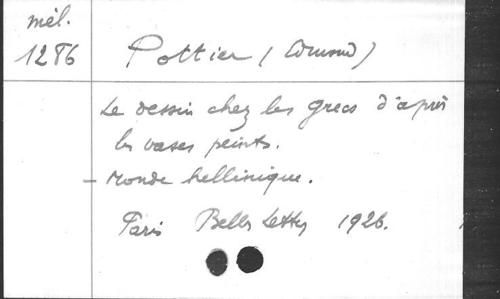 mél.
1286
Pottier (Edmond)
Le dessin chez les grecs d'après
les vases peints.
- Monde hellénique.
Paris Belles Lettres 1926.